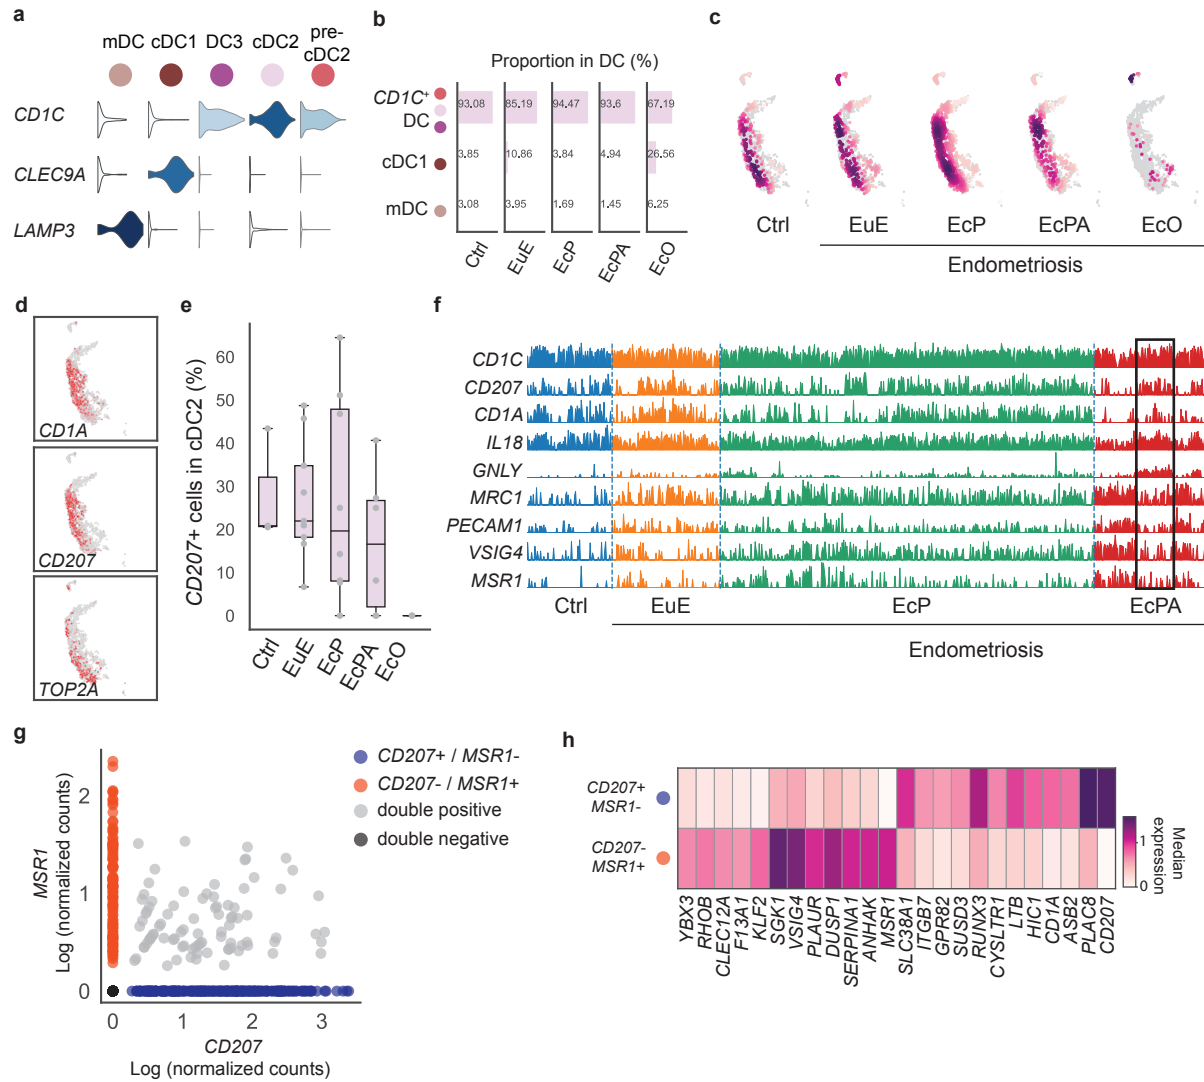 a
mDC cDC1 DC3 cDC2 pre-
cDC2
CD1C
CLEC9A
LAMP3
b
Proportion in DC (%)
CD1C+
DC
93.08 85.19 94.47 93.6 67.19
cDC1
3.85 10.86 3.84 4.94 26.56
mDC
3.08 3.95 1.69 1.45 6.25
Ctrl EuE EcP EcPA EcO
c
Ctrl EuE EcP EcPA EcO
Endometriosis
d
CD1A
CD207
TOP2A
e
CD207+ cells in cDC2 (%)
60
50
40
30
20
10
0
Ctrl EuE EcP EcPA EcO
f
CD1C
CD207
CD1A
IL18
GNLY
MRC1
PECAM1
VSIG4
MSR1
Ctrl EuE EcP EcPA
Endometriosis
g
MSR1
Log (normalized counts)
2
1
0
0 1 2 3
CD207
Log (normalized counts)
CD207+ / MSR1-
CD207- / MSR1+
double positive
double negative
h
CD207+
MSR1-
CD207-
MSR1+
YBX3 RHOB CLEC12A F13A1 KLF2 SGK1 VSIG4 PLAUR DUSP1 SERPINA1 AHNAK MSR1 SLC38A1 ITGB7 GPR82 SUSD3 RUNX3 CYSLTR1 LTB HIC1 CD1A ASB2 PLAC8 CD207
1
0
Median
expression